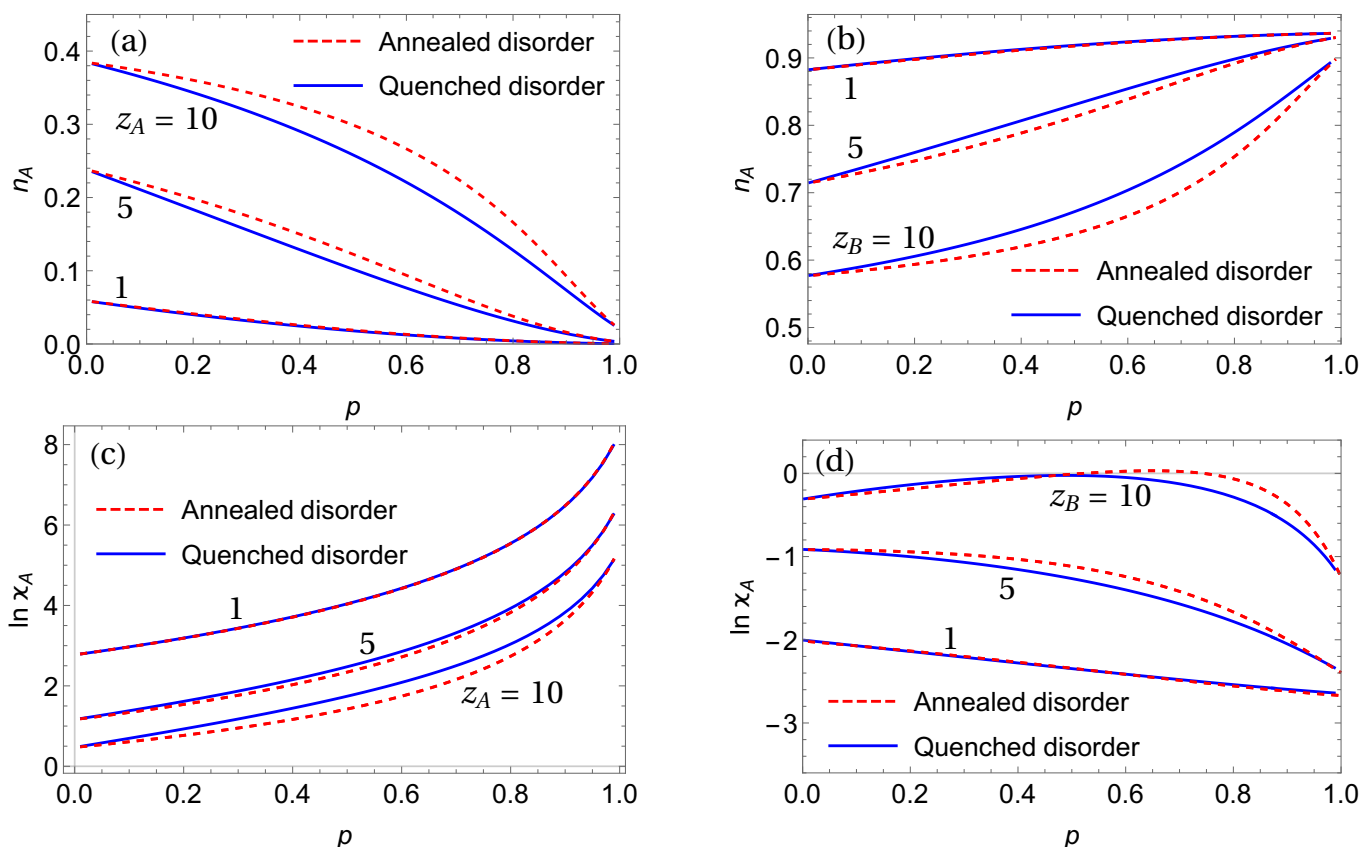 (a)
Annealed disorder
Quenched disorder
z_A = 10
5
1
n_A
0.4
0.3
0.2
0.1
0.0
0.0 0.2 0.4 0.6 0.8 1.0
p
(b)
1
5
z_B = 10
Annealed disorder
Quenched disorder
n_A
0.9
0.8
0.7
0.6
0.5
0.0 0.2 0.4 0.6 0.8 1.0
p
(c)
Annealed disorder
Quenched disorder
1
5
z_A = 10
ln ϰ_A
8
6
4
2
0
0.0 0.2 0.4 0.6 0.8 1.0
p
(d)
z_B = 10
5
1
Annealed disorder
Quenched disorder
ln ϰ_A
0
−1
−2
−3
0.0 0.2 0.4 0.6 0.8 1.0
p